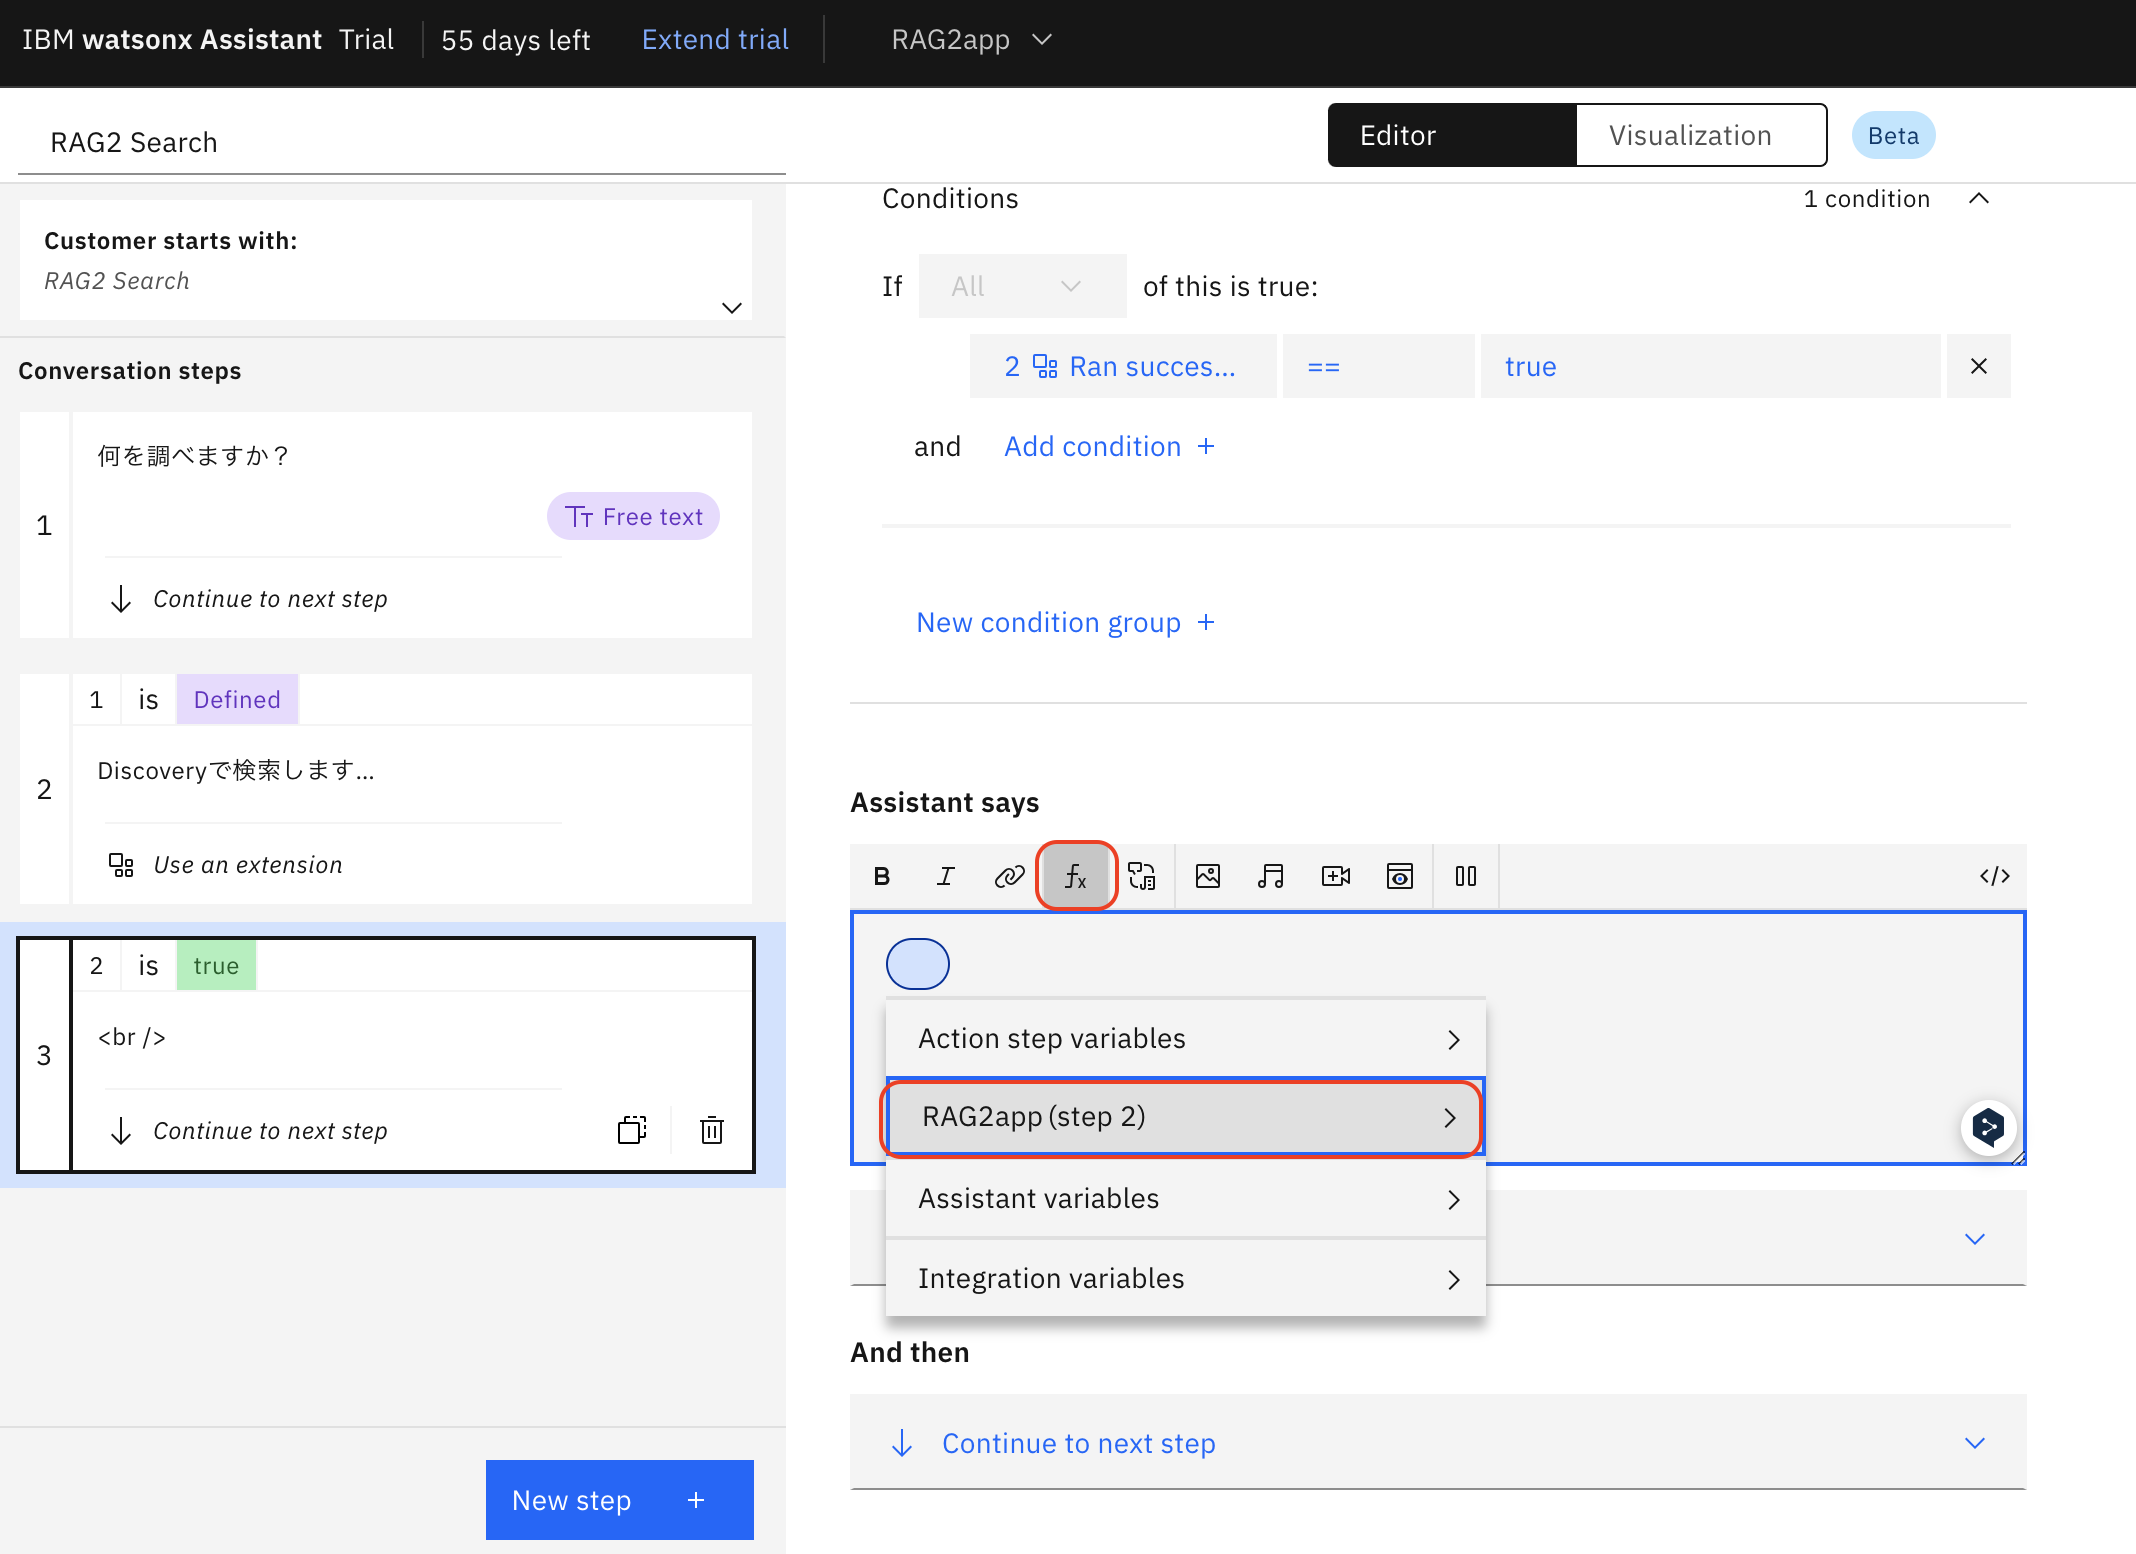 IBM watsonx Assistant Trial 55 days left Extend trial RAG2app
RAG2 Search
Editor Visualization Beta
Customer starts with:
RAG2 Search
Conversation steps
1
何を調べますか？
Free text
Continue to next step
2
1 is Defined
Discoveryで検索します...
Use an extension
3
2 is true
<br />
Continue to next step
New step +
Conditions 1 condition
If All of this is true:
2 Ran succes... == true
and Add condition +
New condition group +
Assistant says
B I fx </>
Action step variables
RAG2app (step 2)
Assistant variables
Integration variables
And then
Continue to next step